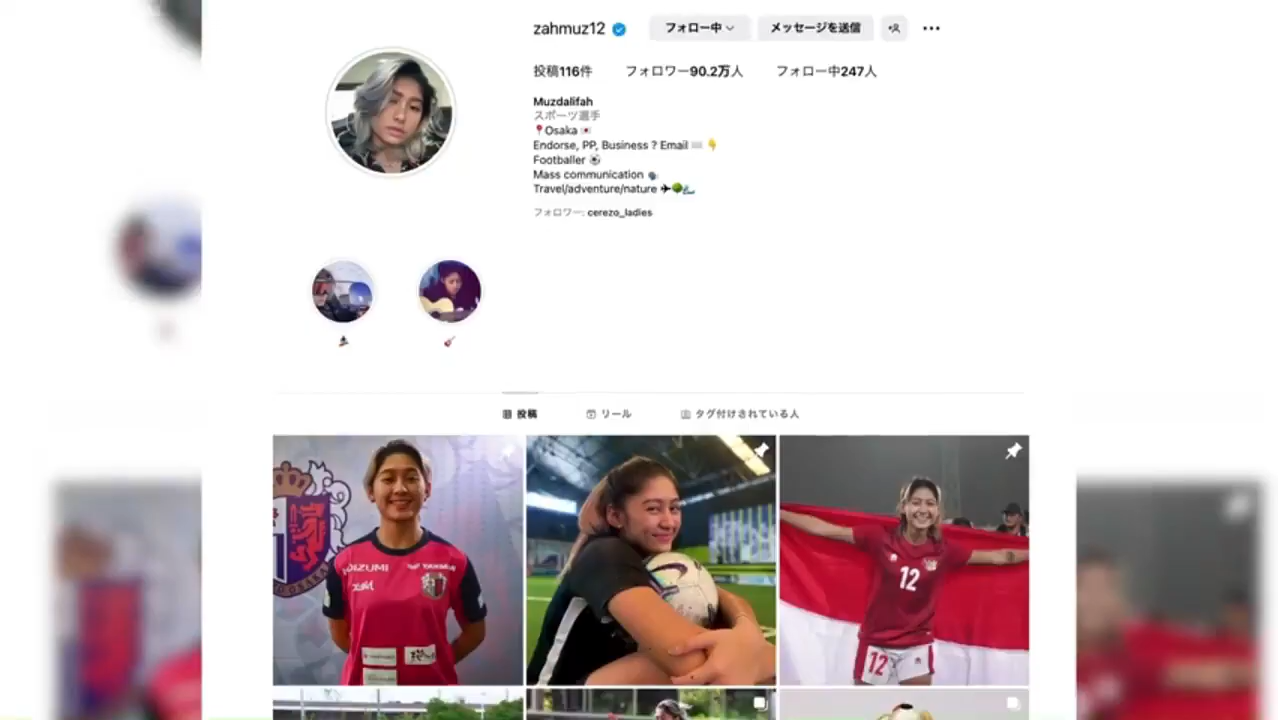 zahmuz12
フォロー中
メッセージを送信
投稿116件
フォロワー90.2万人
フォロー中247人
Muzdalifah
スポーツ選手
📍Osaka 🇯🇵
Endorse, PP, Business ? Email
Footballer ⚽
Mass communication
Travel/adventure/nature ✈
フォロワー: cerezo_ladies
投稿
リール
タグ付けされている人
12
12